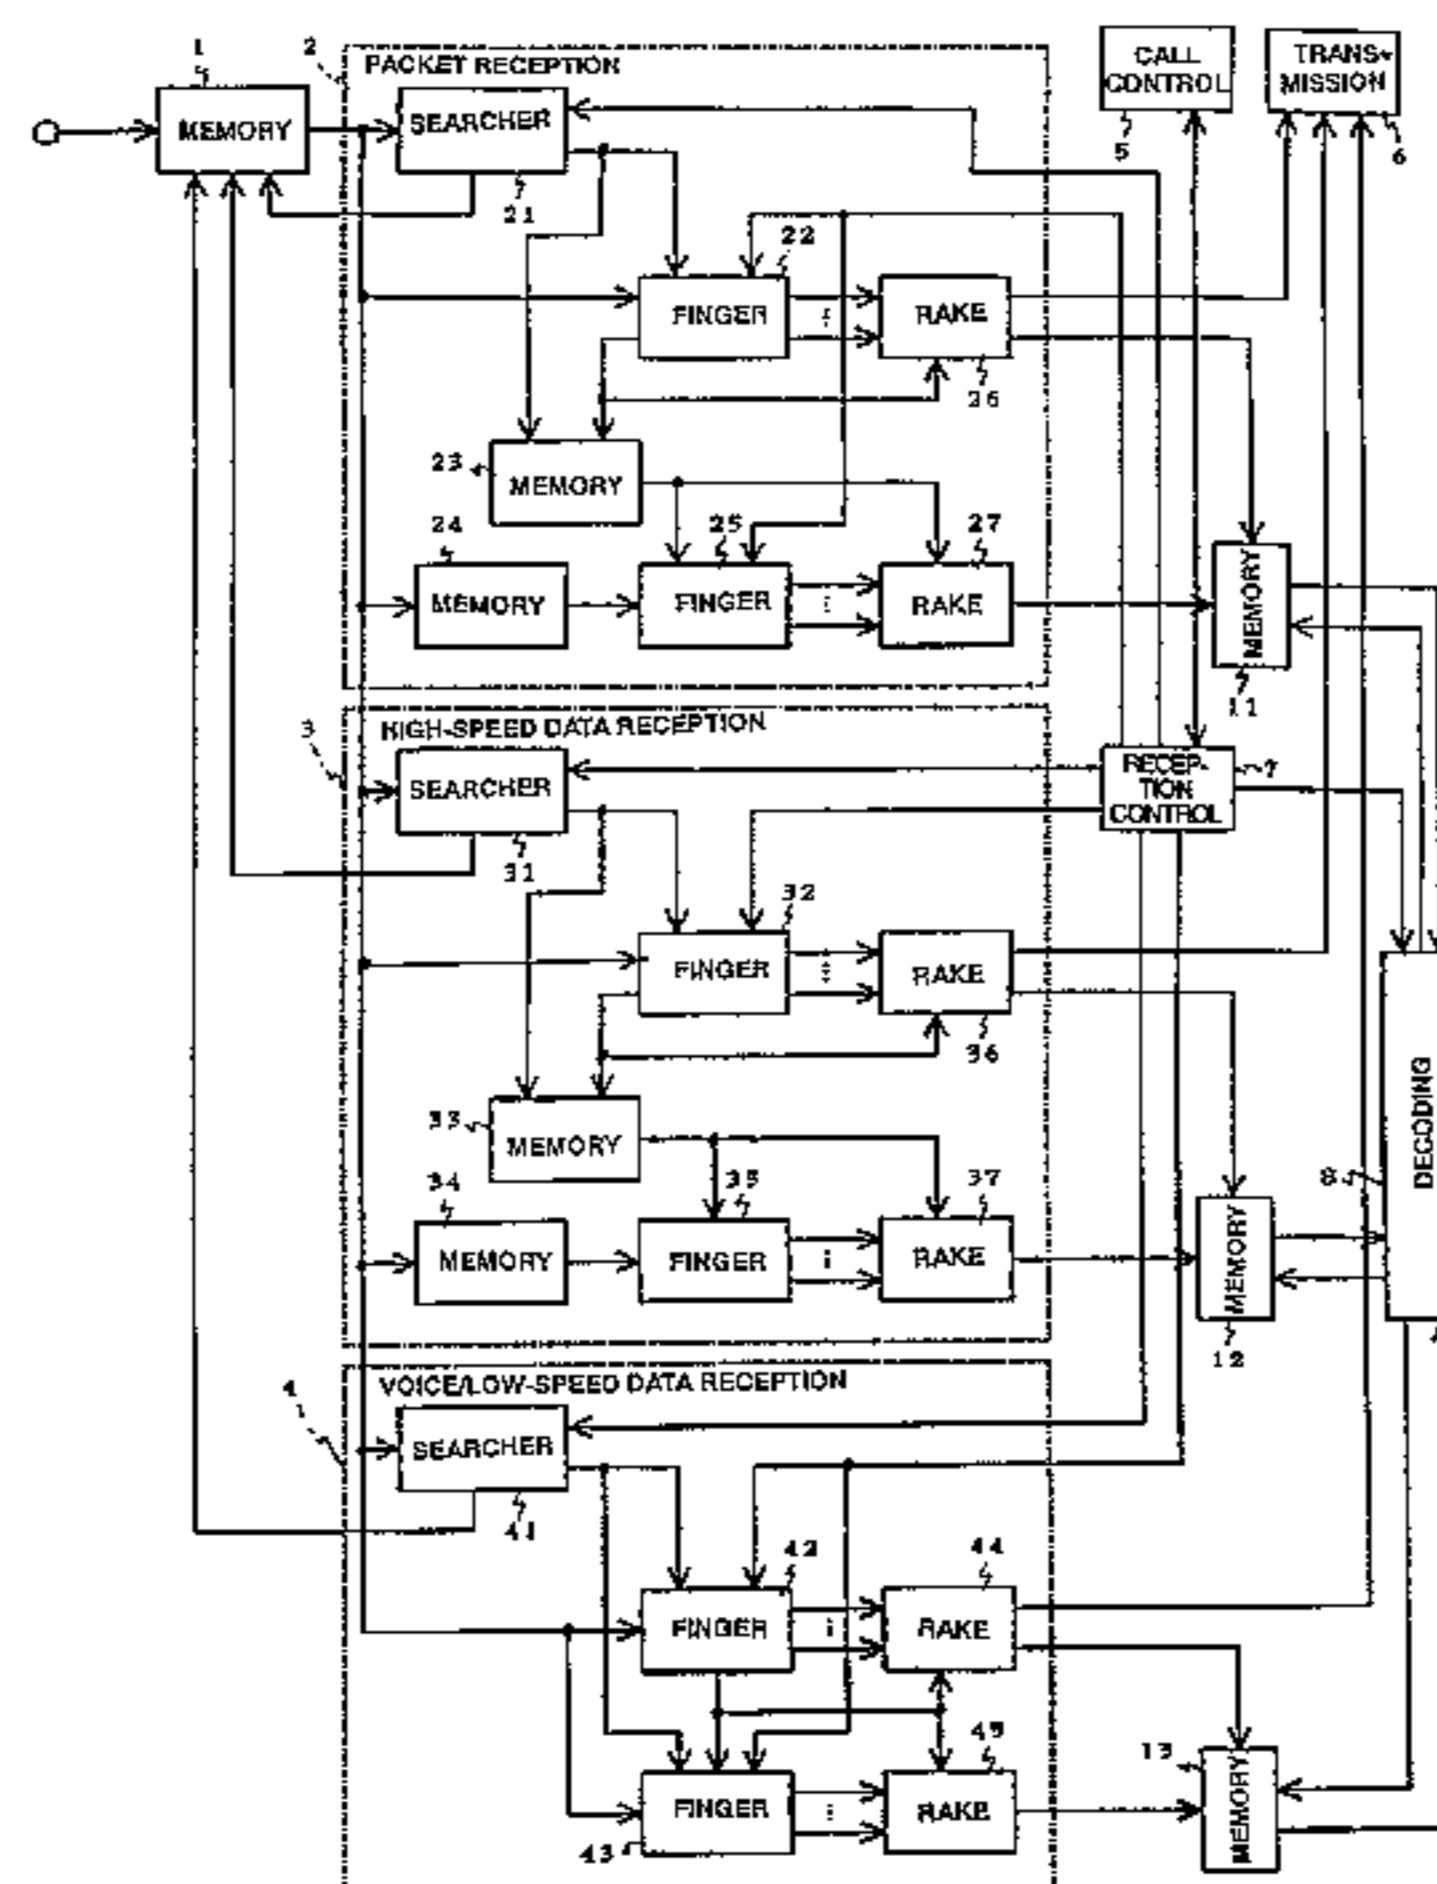 1
2
PACKET RECEPTION
CALL
CONTROL
TRANS-
MISSION
MEMORY
SEARCHER
5
6
21
22
FINGER
RAKE
26
23
MEMORY
24
25
27
MEMORY
FINGER
RAKE
MEMORY
11
3
HIGH-SPEED DATA RECEPTION
SEARCHER
RECEP-
TION
CONTROL
7
31
32
FINGER
RAKE
36
33
MEMORY
34
35
37
MEMORY
FINGER
RAKE
MEMORY
12
8
DECODING
4
VOICE/LOW-SPEED DATA RECEPTION
SEARCHER
41
42
44
FINGER
RAKE
45
13
FINGER
RAKE
MEMORY
43